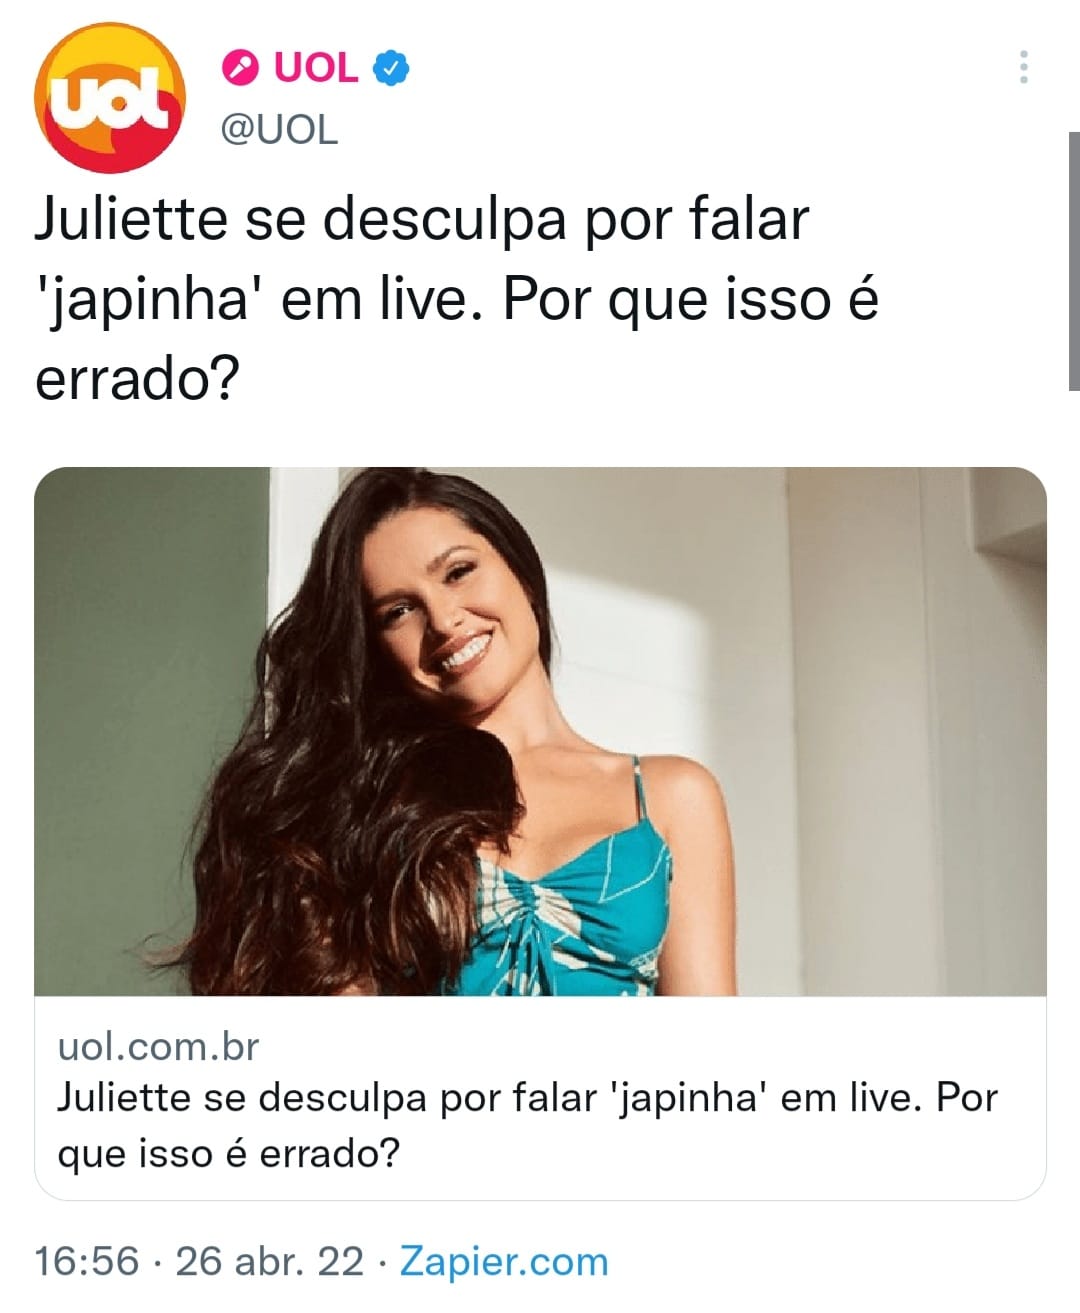 uol
UOL
@UOL
Juliette se desculpa por falar
'japinha' em live. Por que isso é
errado?
uol.com.br
Juliette se desculpa por falar 'japinha' em live. Por
que isso é errado?
16:56 · 26 abr. 22 · Zapier.com